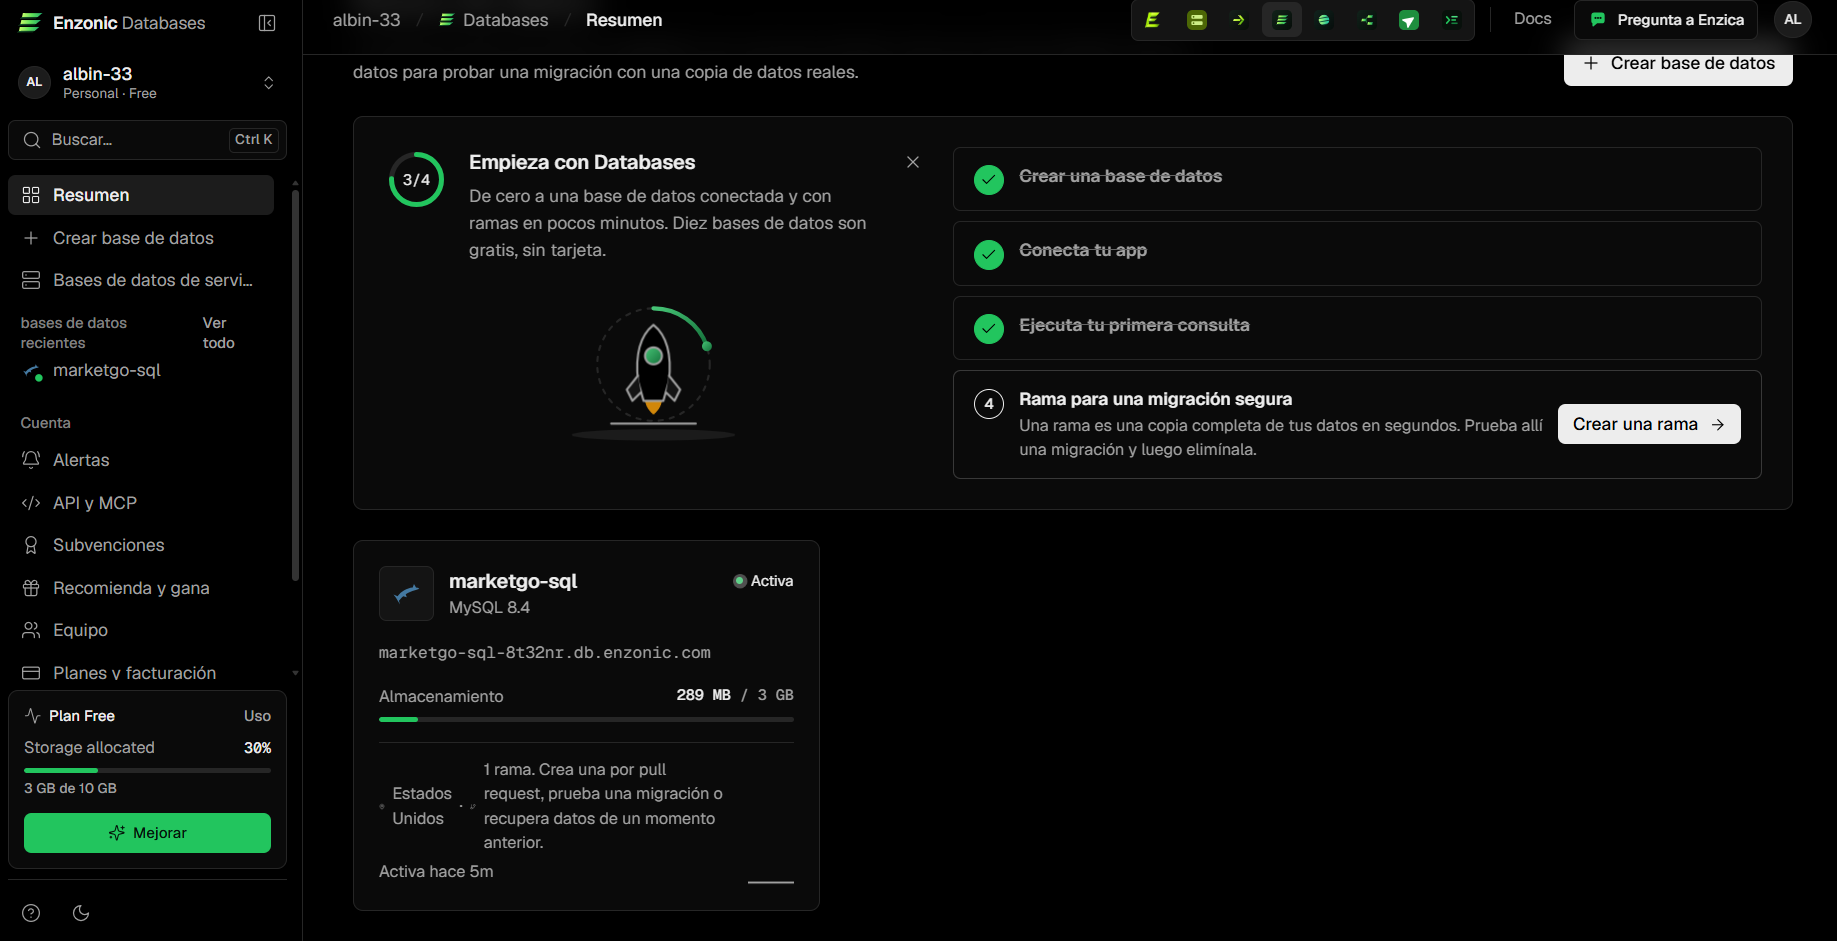 Enzonic Databases
AL
albin-33
Personal · Free
Buscar...
Ctrl K
Resumen
Crear base de datos
Bases de datos de servi...
bases de datos recientes
Ver todo
marketgo-sql
Cuenta
Alertas
API y MCP
Subvenciones
Recomienda y gana
Equipo
Planes y facturación
Plan Free
Uso
Storage allocated
30%
3 GB de 10 GB
Mejorar
albin-33 / Databases / Resumen
Docs
Pregunta a Enzica
AL
datos para probar una migración con una copia de datos reales.
Crear base de datos
3/4
Empieza con Databases
De cero a una base de datos conectada y con
ramas en pocos minutos. Diez bases de datos son
gratis, sin tarjeta.
Crear una base de datos
Conecta tu app
Ejecuta tu primera consulta
4
Rama para una migración segura
Una rama es una copia completa de tus datos en segundos. Prueba allí
una migración y luego elimínala.
Crear una rama
marketgo-sql
Activa
MySQL 8.4
marketgo-sql-8t32nr.db.enzonic.com
Almacenamiento
289 MB / 3 GB
Estados
Unidos
·
1 rama. Crea una por pull
request, prueba una migración o
recupera datos de un momento
anterior.
Activa hace 5m